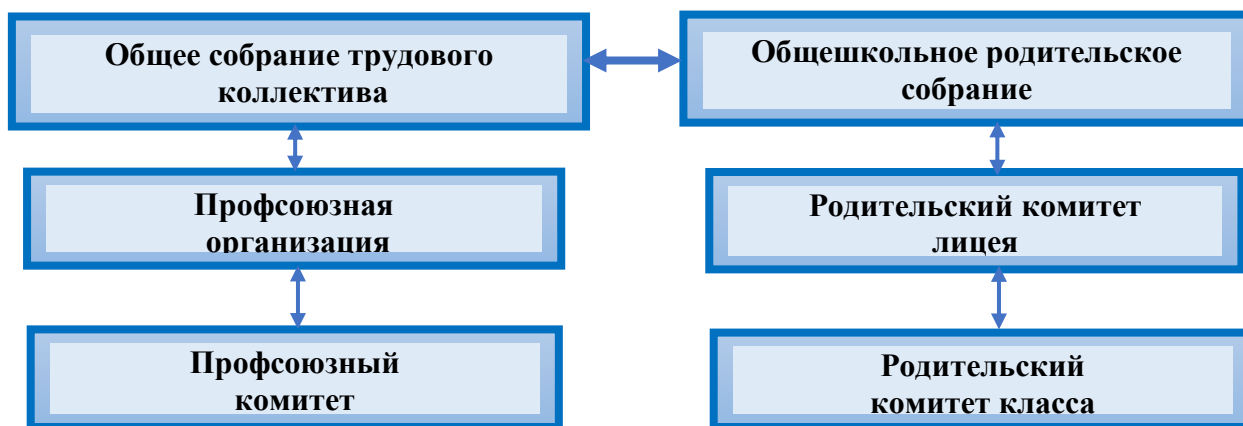 Общее собрание трудового
коллектива
Общешкольное родительское
собрание
Профсоюзная
организация
Родительский комитет
лицея
Профсоюзный
комитет
Родительский
комитет класса